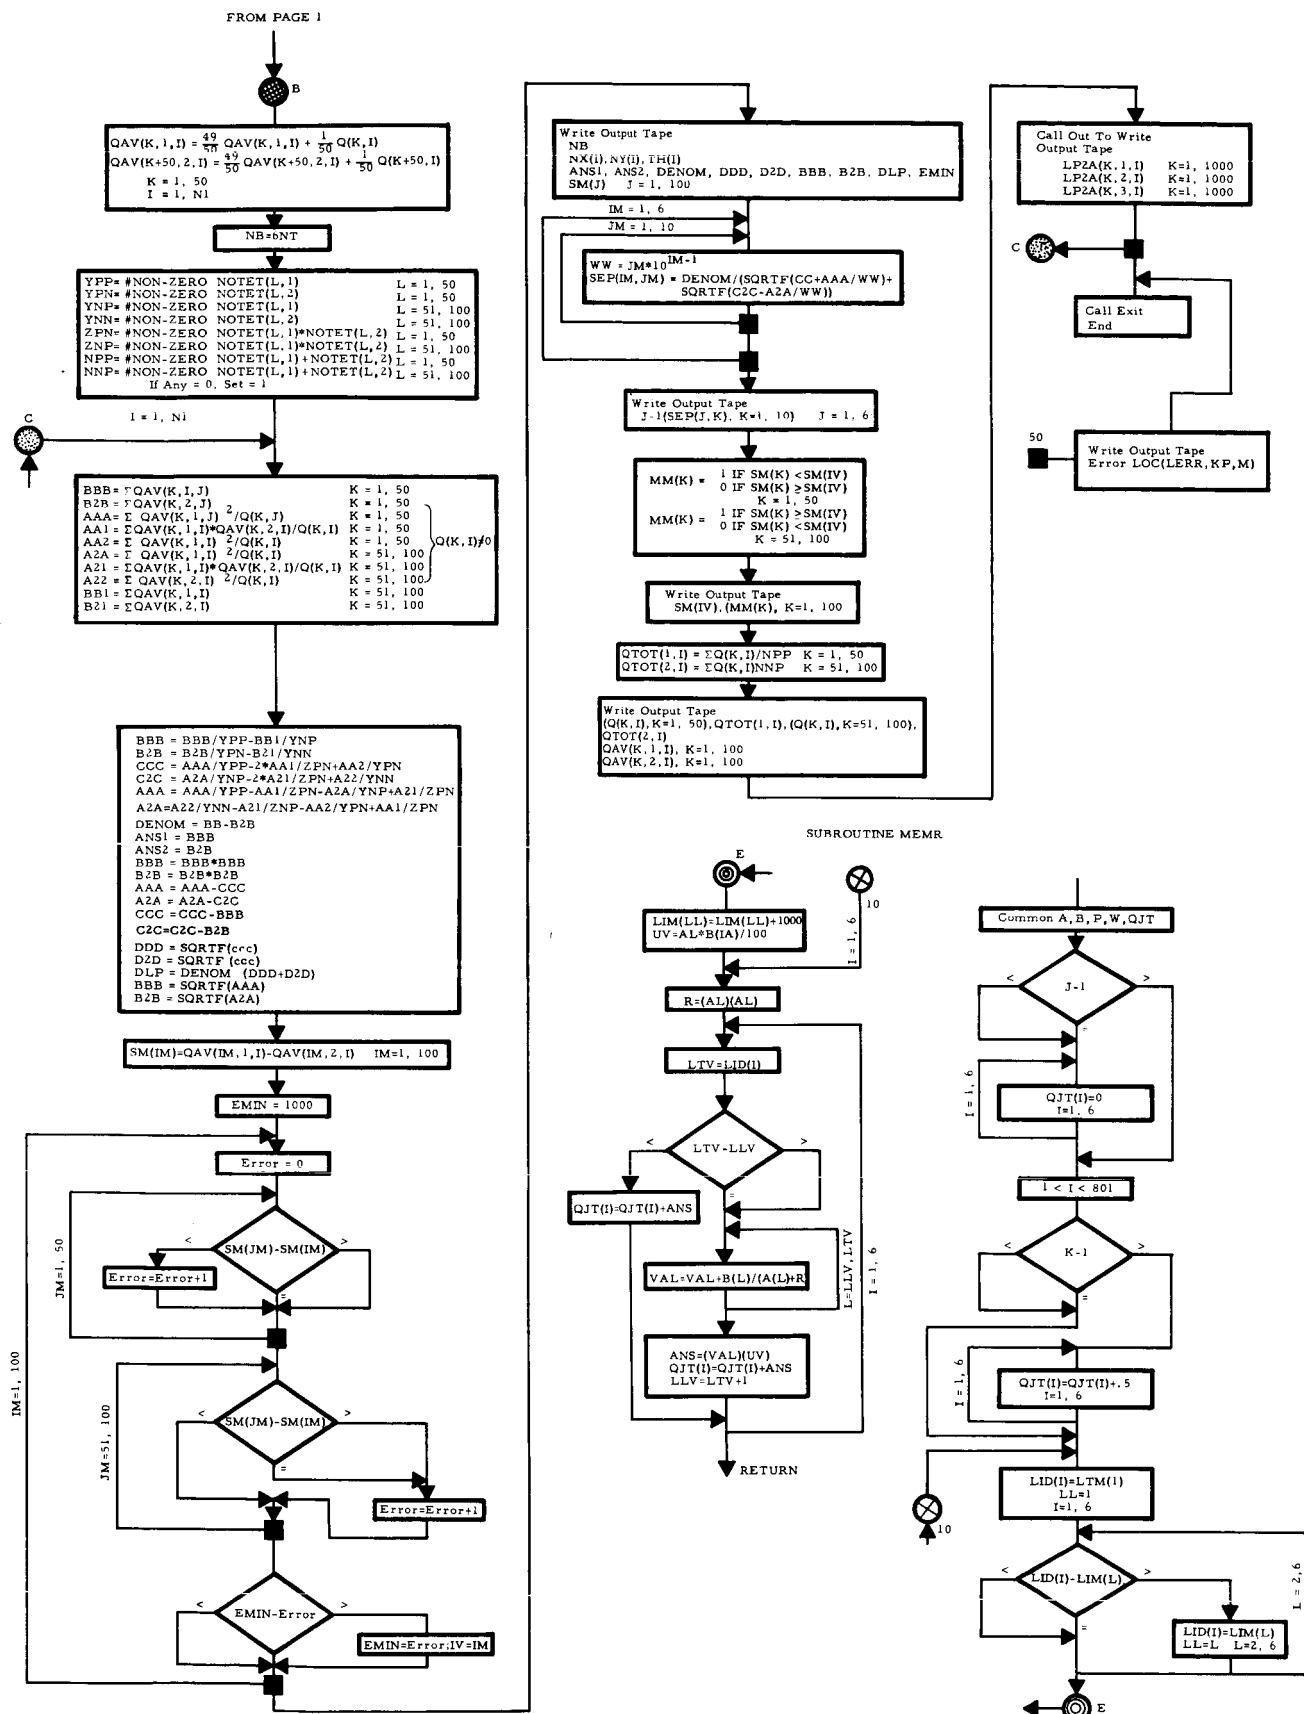 FROM PAGE 1
B
QAV(K,1,I) = 49/50 QAV(K,1,I) + 1/50 Q(K,I)
QAV(K+50,2,I) = 49/50 QAV(K+50,2,I) + 1/50 Q(K+50,I)
K = 1, 50
I = 1, N1
NB=6NT
YPP= #NON-ZERO NOTET(L,1) L = 1, 50
YPN= #NON-ZERO NOTET(L,2) L = 1, 50
YNP= #NON-ZERO NOTET(L,1) L = 51, 100
YNN= #NON-ZERO NOTET(L,2) L = 51, 100
ZPN= #NON-ZERO NOTET(L,1)*NOTET(L,2) L = 1, 50
ZNP= #NON-ZERO NOTET(L,1)*NOTET(L,2) L = 51, 100
NPP= #NON-ZERO NOTET(L,1)+NOTET(L,2) L = 1, 50
NNP= #NON-ZERO NOTET(L,1)+NOTET(L,2) L = 51, 100
If Any = 0, Set = 1
I = 1, N1
C
BBB= ΣQAV(K,I,J) K = 1, 50
B2B= ΣQAV(K,2,J) K = 1, 50
AAA= Σ QAV(K,1,J) 2/Q(K,J) K = 1, 50
AA1= ΣQAV(K,1,I)*QAV(K,2,I)/Q(K,I) K = 1, 50
AA2= Σ QAV(K,1,I) 2/Q(K,I) K = 1, 50
A2A= Σ QAV(K,1,I) 2/Q(K,I) K = 51, 100
A21= ΣQAV(K,1,I)*QAV(K,2,I)/Q(K,I) K = 51, 100
A22= Σ QAV(K,2,I) 2/Q(K,I) K = 51, 100
BB1= ΣQAV(K,1,I) K = 51, 100
B21= ΣQAV(K,2,I) K = 51, 100
Q(K,I)≠0
BBB = BBB/YPP-BB1/YNP
B2B = B2B/YPN-B21/YNN
CCC = AAA/YPP-2*AA1/ZPN+AA2/YPN
C2C = A2A/YNP-2*A21/ZPN+A22/YNN
AAA = AAA/YPP-AA1/ZPN-A2A/YNP+A21/ZPN
A2A=A22/YNN-A21/ZNP-AA2/YPN+AA1/ZPN
DENOM = BB-B2B
ANS1 = BBB
ANS2 = B2B
BBB = BBB*BBB
B2B = B2B*B2B
AAA = AAA-CCC
A2A = A2A-C2C
CCC =CCC-BBB
C2C=C2C-B2B
DDD = SQRTF(ccc)
D2D = SQRTF (ccc)
DLP = DENOM (DDD+D2D)
BBB = SQRTF(AAA)
B2B = SQRTF(A2A)
SM(IM)=QAV(IM,1,I)-QAV(IM,2,I) IM=1, 100
EMIN = 1000
Error = 0
< SM(JM)-SM(IM) >
=
Error=Error+1
JM=1, 50
IM=1, 100
JM=51, 100
< SM(JM)-SM(IM) >
=
Error=Error+1
< EMIN-Error >
=
EMIN=Error;IV=IM
Write Output Tape
NB
NX(i),NY(i),TH(I)
ANS1, ANS2, DENOM, DDD, D2D, BBB, B2B, DLP, EMIN
SM(J) J = 1, 100
IM = 1, 6
JM = 1, 10
WW = JM*10IM-1
SEP(IM,JM) = DENOM/(SQRTF(CC+AAA/WW)+
SQRTF(C2C-A2A/WW))
Write Output Tape
J-1(SEP(J,K), K=1, 10) J = 1, 6
MM(K) = 1 IF SM(K) <SM(IV)
0 IF SM(K) ≥SM(IV)
K = 1, 50
MM(K) = 1 IF SM(K) ≥SM(IV)
0 IF SM(K) <SM(IV)
K = 51, 100
Write Output Tape
SM(IV),(MM(K), K=1, 100
QTOT(1,I) = ΣQ(K,I)/NPP K = 1, 50
QTOT(2,I) = ΣQ(K,I)NNP K = 51, 100
Write Output Tape
(Q(K,I),K=1, 50),QTOT(1,I),(Q(K,I),K=51, 100),
QTOT(2,I)
QAV(K,1,I), K=1, 100
QAV(K,2,I), K=1, 100
Call Out To Write
Output Tape
LP2A(K,1,I) K=1, 1000
LP2A(K,2,I) K=1, 1000
LP2A(K,3,I) K=1, 1000
C
Call Exit
End
50
Write Output Tape
Error LOC(LERR,KP,M)
SUBROUTINE MEMR
E
10
LIM(LL)=LIM(LL)+1000
UV=AL*B(IA)/100
I = 1, 6
R=(AL)(AL)
LTV=LID(I)
< LTV-LLV >
=
QJT(I)=QJT(I)+ANS
VAL=VAL+B(L)/(A(L)+R
L=LLV,LTV
I = 1, 6
ANS=(VAL)(UV)
QJT(I)=QJT(I)+ANS
LLV=LTV+1
RETURN
Common A,B,P,W,QJT
< J-1 >
=
I = 1, 6
QJT(I)=0
I=1, 6
1 < I < 801
< K-1 >
=
I = 1, 6
QJT(I)=QJT(I)+.5
I=1, 6
10
LID(I)=LTM(1)
LL=1
I=1, 6
< LID(I)-LIM(L) >
=
LID(I)=LIM(L)
LL=L L=2, 6
L = 2,6
E